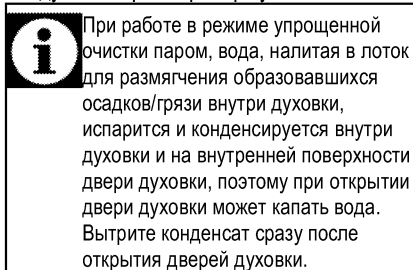 При работе в режиме упрощенной
очистки паром, вода, налитая в лоток
для размягчения образовавшихся
осадков/грязи внутри духовки,
испарится и конденсируется внутри
духовки и на внутренней поверхности
двери духовки, поэтому при открытии
двери духовки может капать вода.
Вытрите конденсат сразу после
открытия дверей духовки.